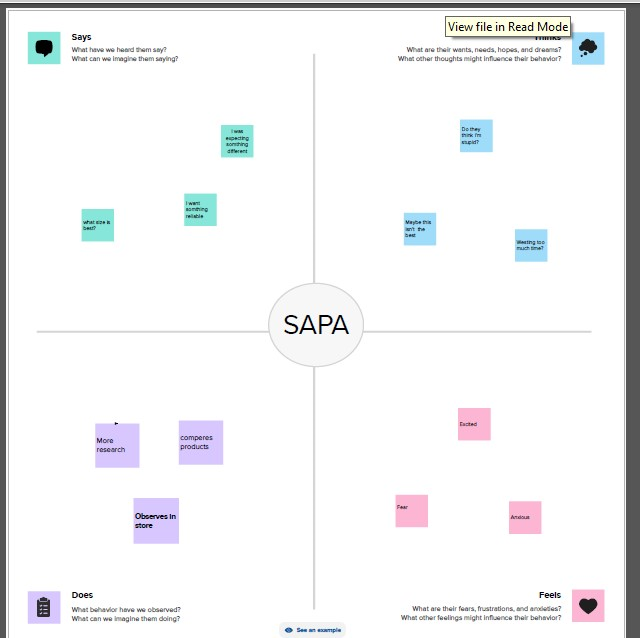 View file in Read Mode
Says
What have we heard them say?
What can we imagine them saying?
Thinks
What are their wants, needs, hopes, and dreams?
What other thoughts might influence their behavior?
I was
expecting
somthing
different
I want
somthing
reliable
what size is
best?
Do they
think I'm
stupid?
Maybe this
isn't the
best
Wasting too
much time?
SAPA
More
research
comperes
products
Observes in
store
Excited
Fear
Anxious
Does
What behavior have we observed?
What can we imagine them doing?
Feels
What are their fears, frustrations, and anxieties?
What other feelings might influence their behavior?
See an example